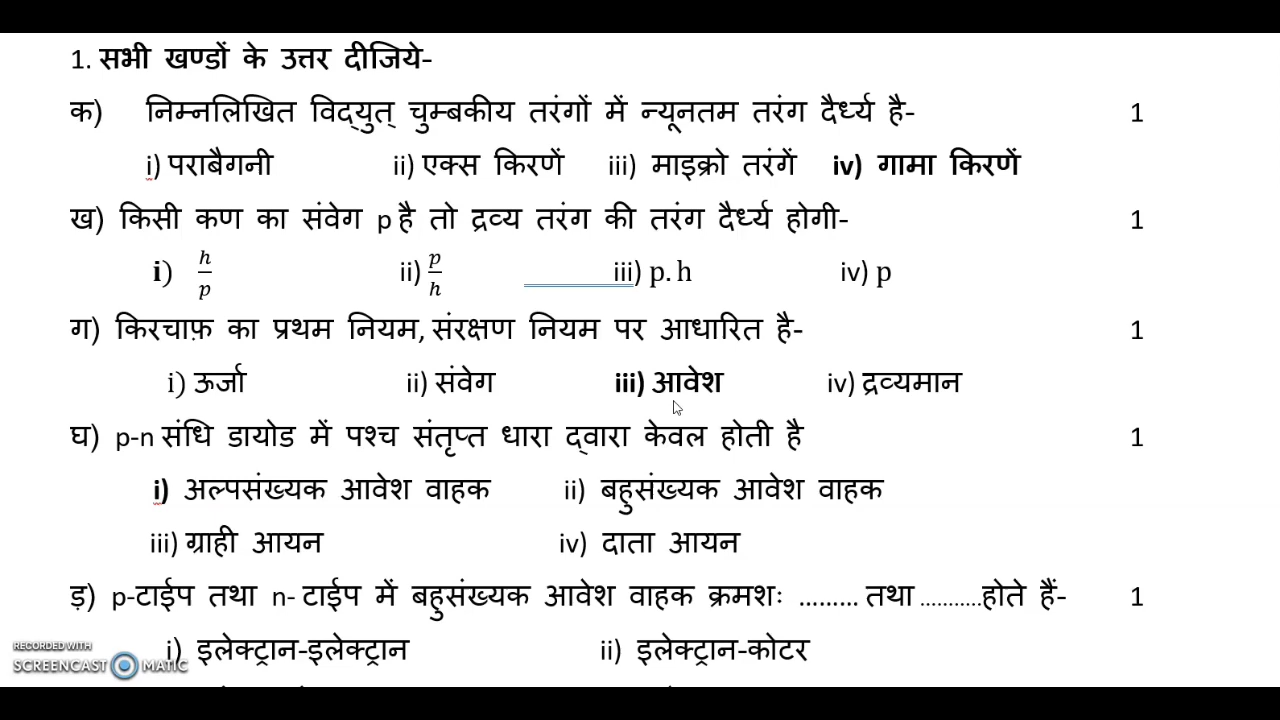 1. सभी खण्डों के उत्तर दीजिये-
क) निम्नलिखित विद्युत् चुम्बकीय तरंगों में न्यूनतम तरंग दैर्ध्य है- 1
i) पराबैगनी ii) एक्स किरणें iii) माइक्रो तरंगें iv) गामा किरणें
ख) किसी कण का संवेग p है तो द्रव्य तरंग की तरंग दैर्ध्य होगी- 1
i) h/p ii) p/h iii) p.h iv) p
ग) किरचाफ़ का प्रथम नियम, संरक्षण नियम पर आधारित है- 1
i) ऊर्जा ii) संवेग iii) आवेश iv) द्रव्यमान
घ) p-n संधि डायोड में पश्च संतृप्त धारा द्वारा केवल होती है 1
i) अल्पसंख्यक आवेश वाहक ii) बहुसंख्यक आवेश वाहक
iii) ग्राही आयन iv) दाता आयन
ड़) p-टाईप तथा n- टाईप में बहुसंख्यक आवेश वाहक क्रमशः ......... तथा ...........होते हैं- 1
i) इलेक्ट्रान-इलेक्ट्रान ii) इलेक्ट्रान-कोटर
RECORDED WITH
SCREENCAST MATIC